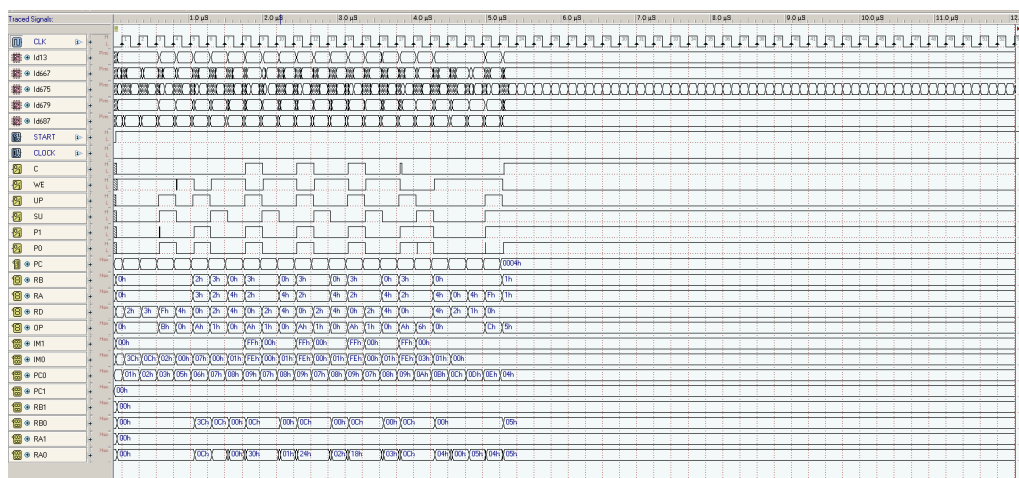 Traced Signals:
1.0 µS 2.0 µS 3.0 µS 4.0 µS 5.0 µS 6.0 µS 7.0 µS 8.0 µS 9.0 µS 10.0 µS 11.0 µS 12.
CLK
Id13
Id667
Id675
Id679
Id687
START
CLOCK
C
WE
UP
SU
P1
P0
PC 0004h
RB 0h 2h 3h 0h 3h 0h 3h 0h 3h 0h 3h 0h 1h
RA 0h 3h 2h 4h 2h 4h 2h 4h 2h 4h 2h 4h 0h 4h Fh 1h
RD 2h 3h Fh 4h 0h 2h 4h 0h 2h 4h 0h 2h 4h 0h 2h 4h 0h 4h 2h 1h 0h
OP 0h Bh 0h Ah 1h 0h Ah 1h 0h Ah 1h 0h Ah 1h 0h Ah 6h 0h Ch 5h
IM1 00h FFh 00h FFh 00h FFh 00h FFh 00h
IM0 3Ch 0Ch 02h 00h 07h 00h 01h FEh 00h 01h FEh 00h 01h FEh 00h 01h FEh 03h 01h 00h
PC0 01h 02h 03h 05h 06h 07h 08h 09h 07h 08h 09h 07h 08h 09h 07h 08h 09h 0Ah 0Bh 0Ch 0Dh 0Eh 04h
PC1 00h
RB1 00h
RB0 00h 3Ch 0Ch 00h 0Ch 00h 0Ch 00h 0Ch 00h 0Ch 00h 05h
RA1 00h
RA0 00h 0Ch 00h 30h 01h 24h 02h 18h 03h 0Ch 04h 00h 05h 04h 05h